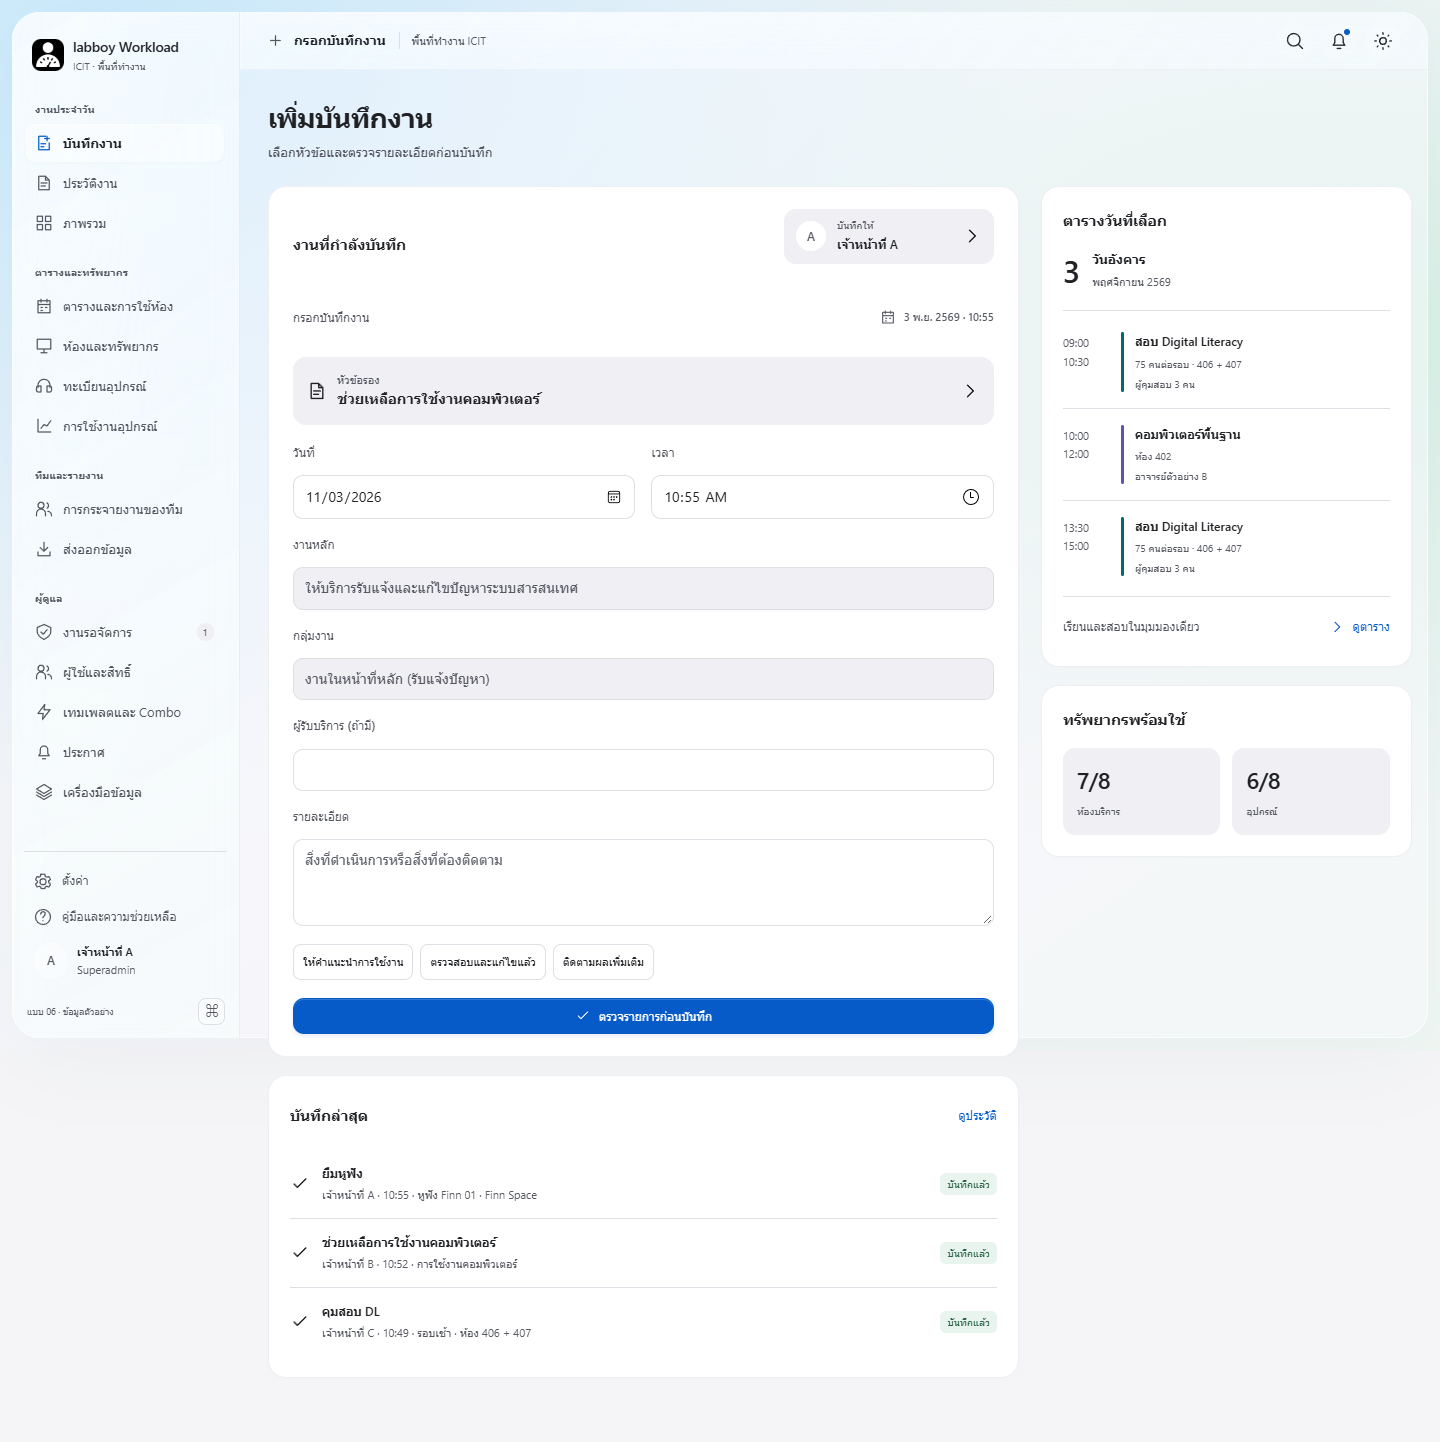 labboy Workload
ICIT · พื้นที่ทำงาน
งานประจำวัน
บันทึกงาน
ประวัติงาน
ภาพรวม
ตารางและทรัพยากร
ตารางและการใช้ห้อง
ห้องและทรัพยากร
ทะเบียนอุปกรณ์
การใช้งานอุปกรณ์
ทีมและรายงาน
การกระจายงานของทีม
ส่งออกข้อมูล
ผู้ดูแล
งานรอจัดการ 1
ผู้ใช้และสิทธิ์
เทมเพลตและ Combo
ประกาศ
เครื่องมือข้อมูล
ตั้งค่า
คู่มือและความช่วยเหลือ
A
เจ้าหน้าที่ A
Superadmin
แบบ 06 · ข้อมูลตัวอย่าง
⌘
กรอกบันทึกงาน
พื้นที่ทำงาน ICIT
เพิ่มบันทึกงาน
เลือกหัวข้อและตรวจรายละเอียดก่อนบันทึก
งานที่กำลังบันทึก
A
บันทึกให้
เจ้าหน้าที่ A
กรอกบันทึกงาน
3 พ.ย. 2569 · 10:55
หัวข้อรอง
ช่วยเหลือการใช้งานคอมพิวเตอร์
วันที่
เวลา
11/03/2026
10:55 AM
งานหลัก
ให้บริการรับแจ้งและแก้ไขปัญหาระบบสารสนเทศ
กลุ่มงาน
งานในหน้าที่หลัก (รับแจ้งปัญหา)
ผู้รับบริการ (ถ้ามี)
รายละเอียด
สิ่งที่ดำเนินการหรือสิ่งที่ต้องติดตาม
ให้คำแนะนำการใช้งาน
ตรวจสอบและแก้ไขแล้ว
ติดตามผลเพิ่มเติม
ตรวจรายการก่อนบันทึก
บันทึกล่าสุด
ดูประวัติ
ยืมหูฟัง
เจ้าหน้าที่ A · 10:55 · หูฟัง Finn 01 · Finn Space
บันทึกแล้ว
ช่วยเหลือการใช้งานคอมพิวเตอร์
เจ้าหน้าที่ B · 10:52 · การใช้งานคอมพิวเตอร์
บันทึกแล้ว
คุมสอบ DL
เจ้าหน้าที่ C · 10:49 · รอบเช้า · ห้อง 406 + 407
บันทึกแล้ว
ตารางวันที่เลือก
3
วันอังคาร
พฤศจิกายน 2569
09:00
10:30
สอบ Digital Literacy
75 คนต่อรอบ · 406 + 407
ผู้คุมสอบ 3 คน
10:00
12:00
คอมพิวเตอร์พื้นฐาน
ห้อง 402
อาจารย์ตัวอย่าง B
13:30
15:00
สอบ Digital Literacy
75 คนต่อรอบ · 406 + 407
ผู้คุมสอบ 3 คน
เรียนและสอบในมุมมองเดียว
ดูตาราง
ทรัพยากรพร้อมใช้
7/8
ห้องบริการ
6/8
อุปกรณ์